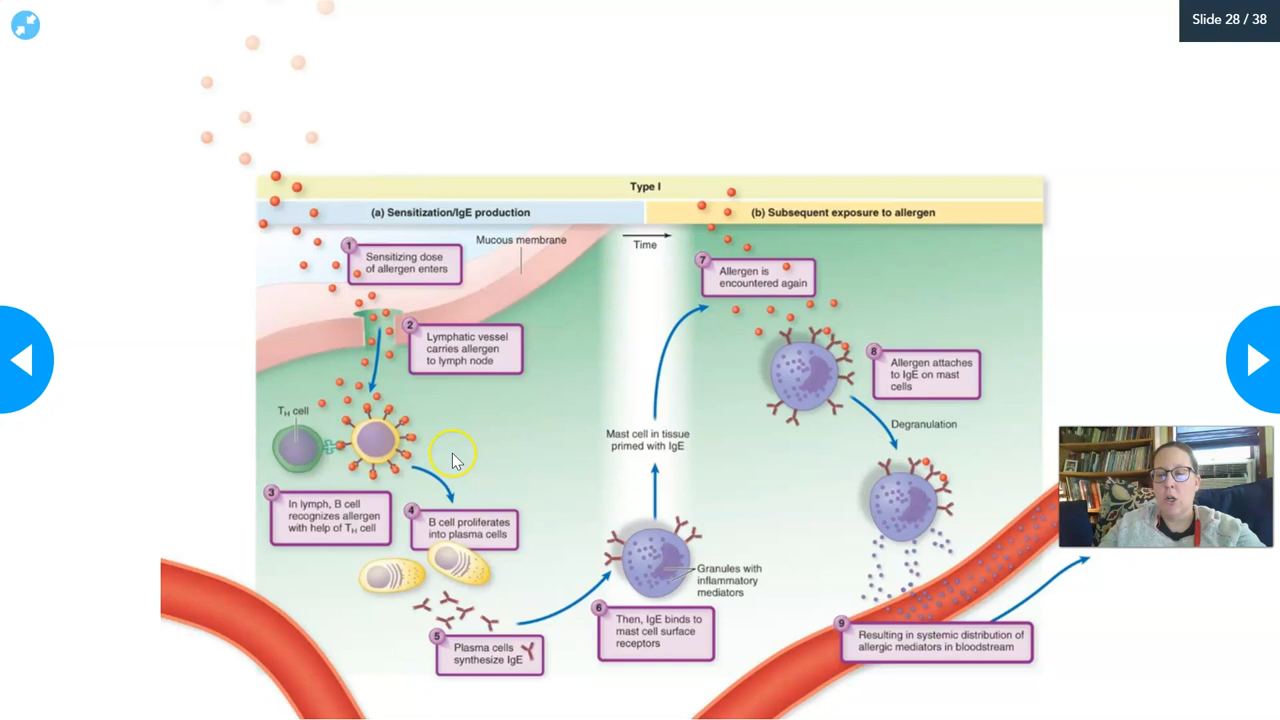 Slide 28 / 38
Type I
(a) Sensitization/IgE production
(b) Subsequent exposure to allergen
1
Sensitizing dose
of allergen enters
Mucous membrane
2
Lymphatic vessel
carries allergen
to lymph node
TH cell
3
In lymph, B cell
recognizes allergen
with help of TH cell
4
B cell proliferates
into plasma cells
5
Plasma cells
synthesize IgE
6
Then, IgE binds to
mast cell surface
receptors
Granules with
inflammatory
mediators
Mast cell in tissue
primed with IgE
Time
7
Allergen is
encountered again
8
Allergen attaches
to IgE on mast
cells
Degranulation
9
Resulting in systemic distribution of
allergic mediators in bloodstream